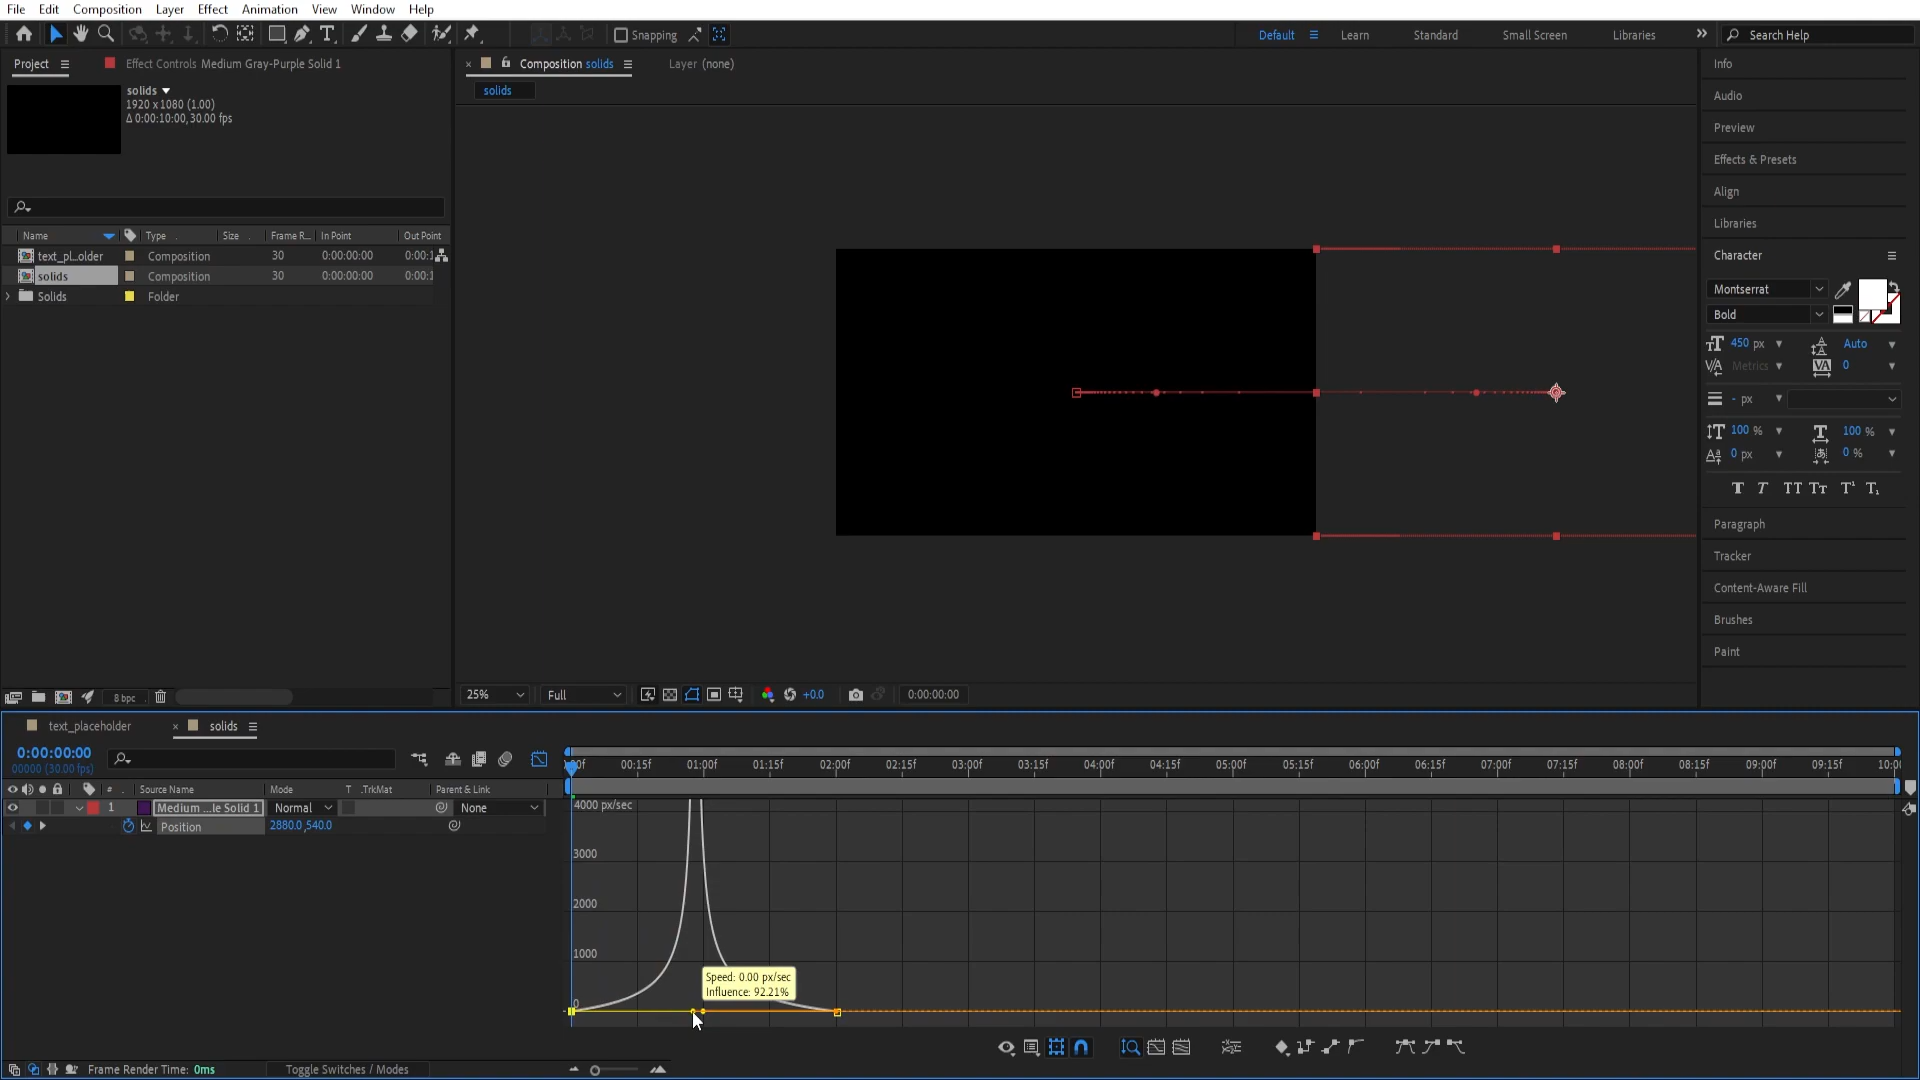 File Edit Composition Layer Effect Animation View Window Help
Snapping Default Learn Standard Small Screen Libraries Search Help
Project Effect Controls Medium Gray-Purple Solid 1
Composition solids Layer (none)
solids
solids
1920 x 1080 (1.00)
Δ 0:00:10:00, 30.00 fps
Name Type Size Frame R... In Point Out Point
text_pl...older Composition 30 0:00:00:00 0:00:1
solids Composition 30 0:00:00:00 0:00:1
Solids Folder
Info
Audio
Preview
Effects & Presets
Align
Libraries
Character
Montserrat
Bold
450 px Auto
Metrics 0
- px
100 % 100 %
0 px 0 %
Paragraph
Tracker
Content-Aware Fill
Brushes
Paint
8 bpc
25% Full +0.0 0:00:00:00
text_placeholder solids
0:00:00:00
00000 (30.00 fps)
# Source Name Mode T .TrkMat Parent & Link
1 Medium ...le Solid 1 Normal None
Position 2880.0,540.0
:00f 00:15f 01:00f 01:15f 02:00f 02:15f 03:00f 03:15f 04:00f 04:15f 05:00f 05:15f 06:00f 06:15f 07:00f 07:15f 08:00f 08:15f 09:00f 09:15f 10:00
4000 px/sec
3000
2000
1000
0
Speed: 0.00 px/sec
Influence: 92.21%
Frame Render Time: 0ms Toggle Switches / Modes